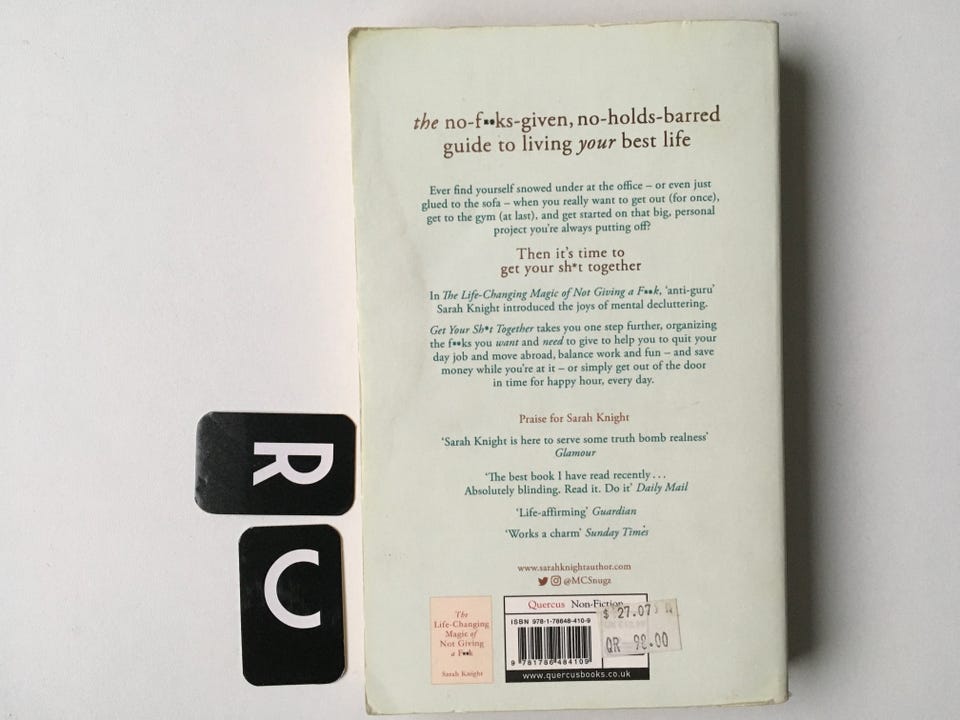 the no-f**ks-given, no-holds-barred
guide to living your best life
Ever find yourself snowed under at the office – or even just
glued to the sofa – when you really want to get out (for once),
get to the gym (at last), and get started on that big, personal
project you're always putting off?
Then it's time to
get your sh*t together
In The Life-Changing Magic of Not Giving a F**k, 'anti-guru'
Sarah Knight introduced the joys of mental decluttering.
Get Your Sh*t Together takes you one step further, organizing
the f**ks you want and need to give to help you to quit your
day job and move abroad, balance work and fun – and save
money while you're at it – or simply get out of the door
in time for happy hour, every day.
Praise for Sarah Knight
'Sarah Knight is here to serve some truth bomb realness'
Glamour
'The best book I have read recently...
Absolutely blinding. Read it. Do it' Daily Mail
'Life-affirming' Guardian
'Works a charm' Sunday Times
www.sarahknightauthor.com
@MCSnugz
The
Life-Changing
Magic of
Not Giving
a F**k
Sarah Knight
Quercus Non-Fiction
ISBN 978-1-78648-410-9
9 781786 484109
www.quercusbooks.co.uk
$ 27.07
QR 98.00
R
C